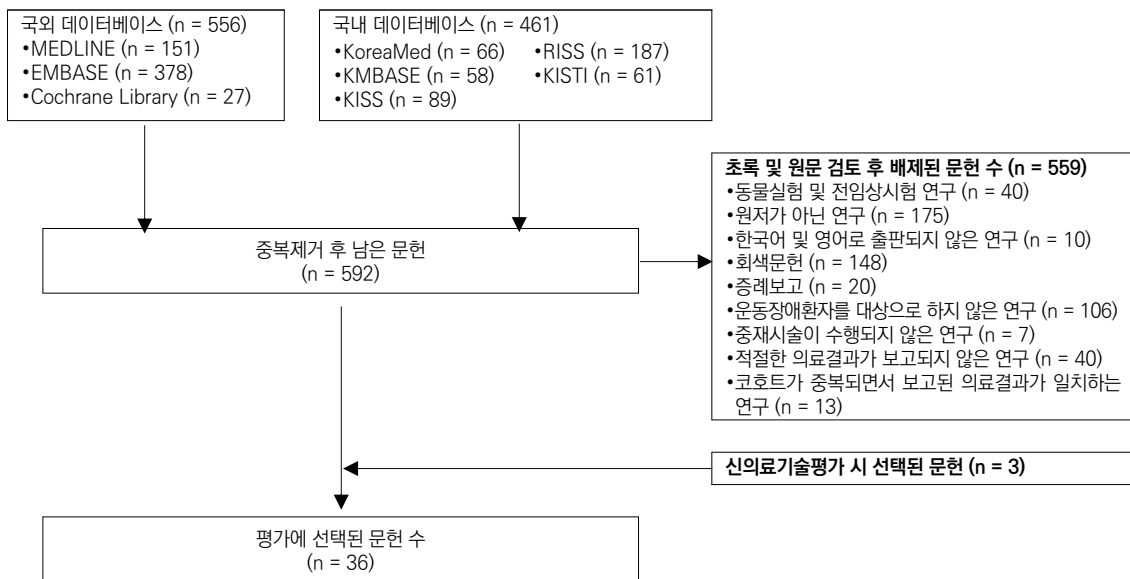 국외 데이터베이스 (n = 556)
•MEDLINE (n = 151)
•EMBASE (n = 378)
•Cochrane Library (n = 27)
국내 데이터베이스 (n = 461)
•KoreaMed (n = 66) •RISS (n = 187)
•KMBASE (n = 58) •KISTI (n = 61)
•KISS (n = 89)
중복제거 후 남은 문헌
(n = 592)
초록 및 원문 검토 후 배제된 문헌 수 (n = 559)
•동물실험 및 전임상시험 연구 (n = 40)
•원저가 아닌 연구 (n = 175)
•한국어 및 영어로 출판되지 않은 연구 (n = 10)
•회색문헌 (n = 148)
•증례보고 (n = 20)
•운동장애환자를 대상으로 하지 않은 연구 (n = 106)
•중재시술이 수행되지 않은 연구 (n = 7)
•적절한 의료결과가 보고되지 않은 연구 (n = 40)
•코호트가 중복되면서 보고된 의료결과가 일치하는
연구 (n = 13)
신의료기술평가 시 선택된 문헌 (n = 3)
평가에 선택된 문헌 수
(n = 36)